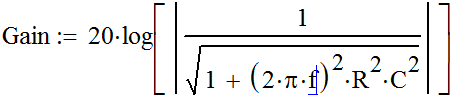 Gain := 20·log[ | 1 / √(1 + (2·π·f)²·R²·C²) | ]